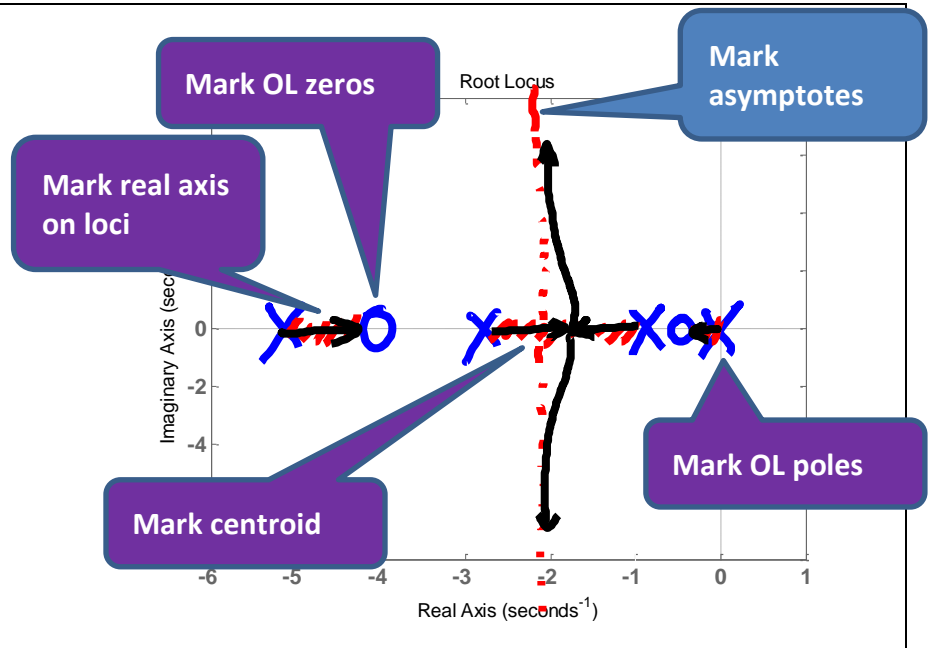 Mark OL zeros
Root Locus
Mark
asymptotes
Mark real axis
on loci
Imaginary Axis (seco
0
-2
-4
Mark centroid
Mark OL poles
-6
-5
-4
-3
-2
-1
0
1
Real Axis (seconds⁻¹)